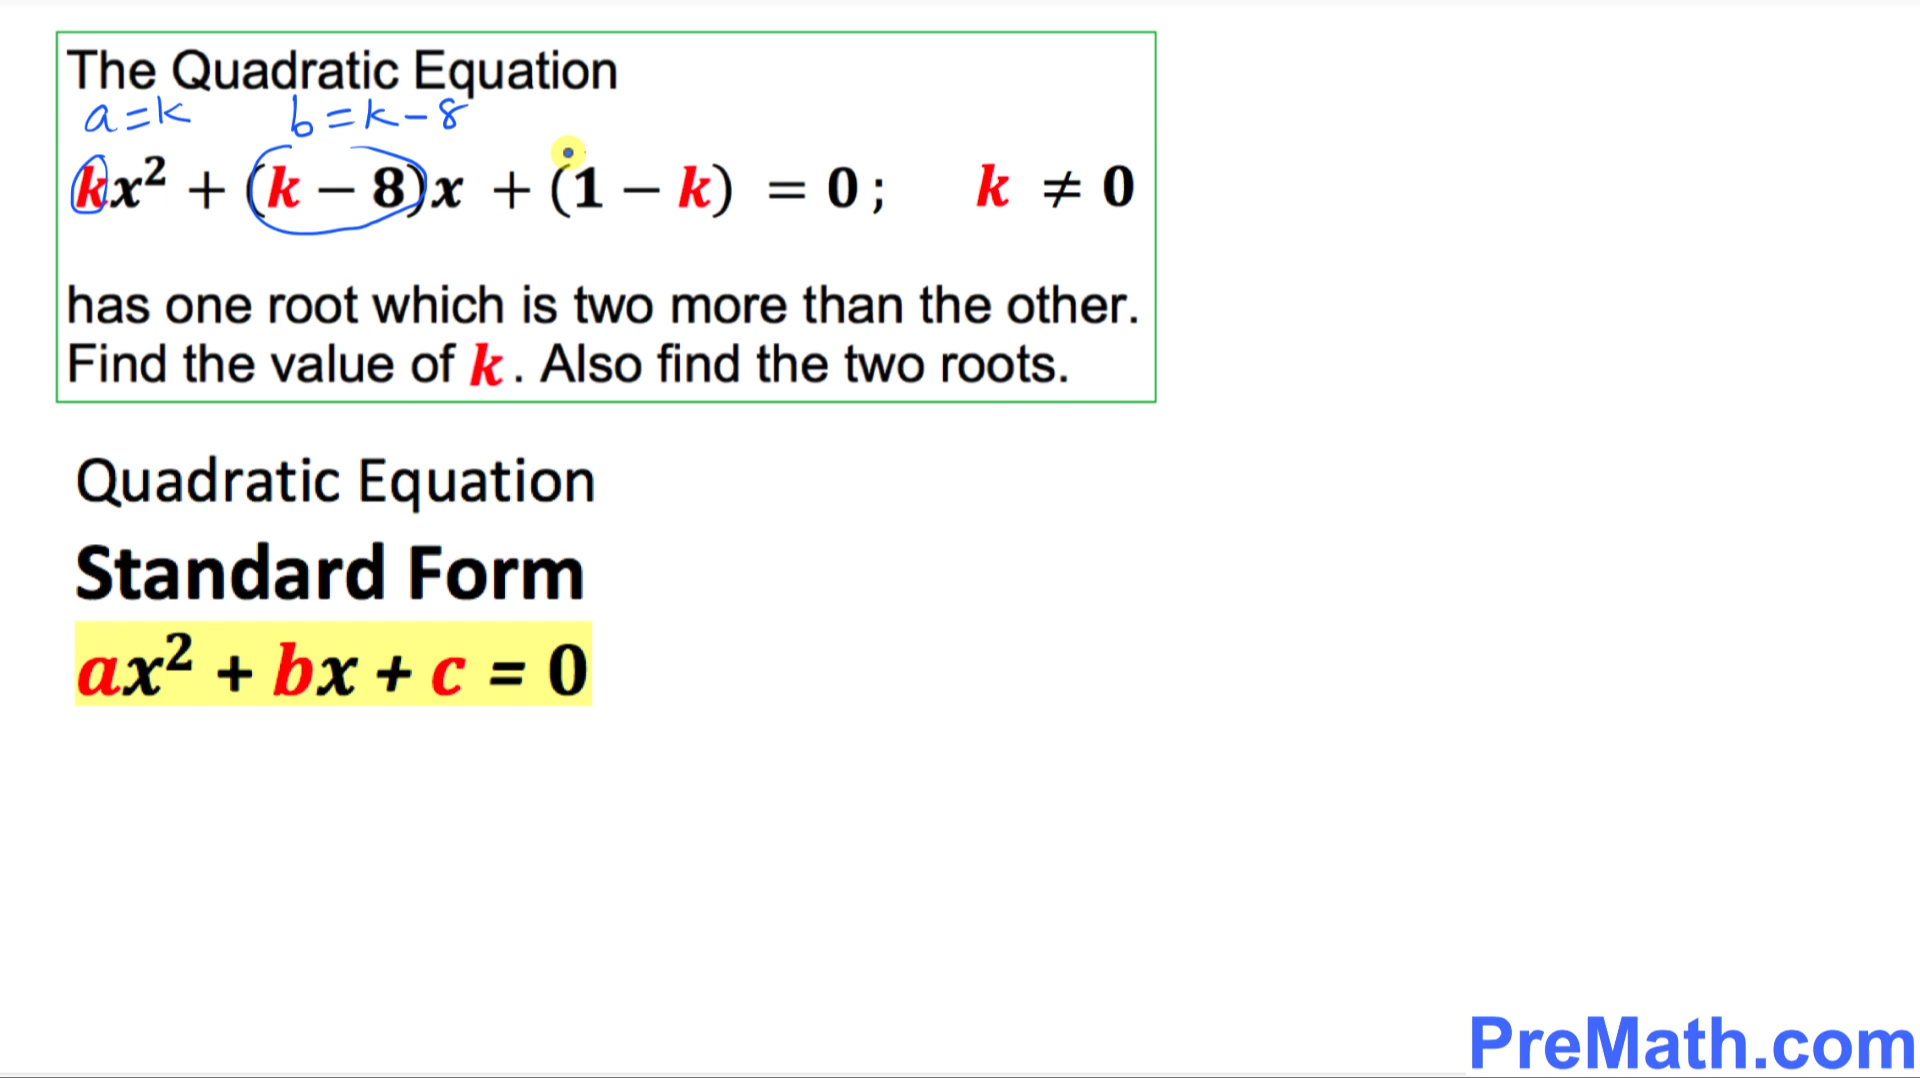 The Quadratic Equation
a=k b=k-8
kx² + (k − 8)x + (1 − k) = 0; k ≠ 0
has one root which is two more than the other.
Find the value of k. Also find the two roots.
Quadratic Equation
Standard Form
ax² + bx + c = 0
PreMath.com